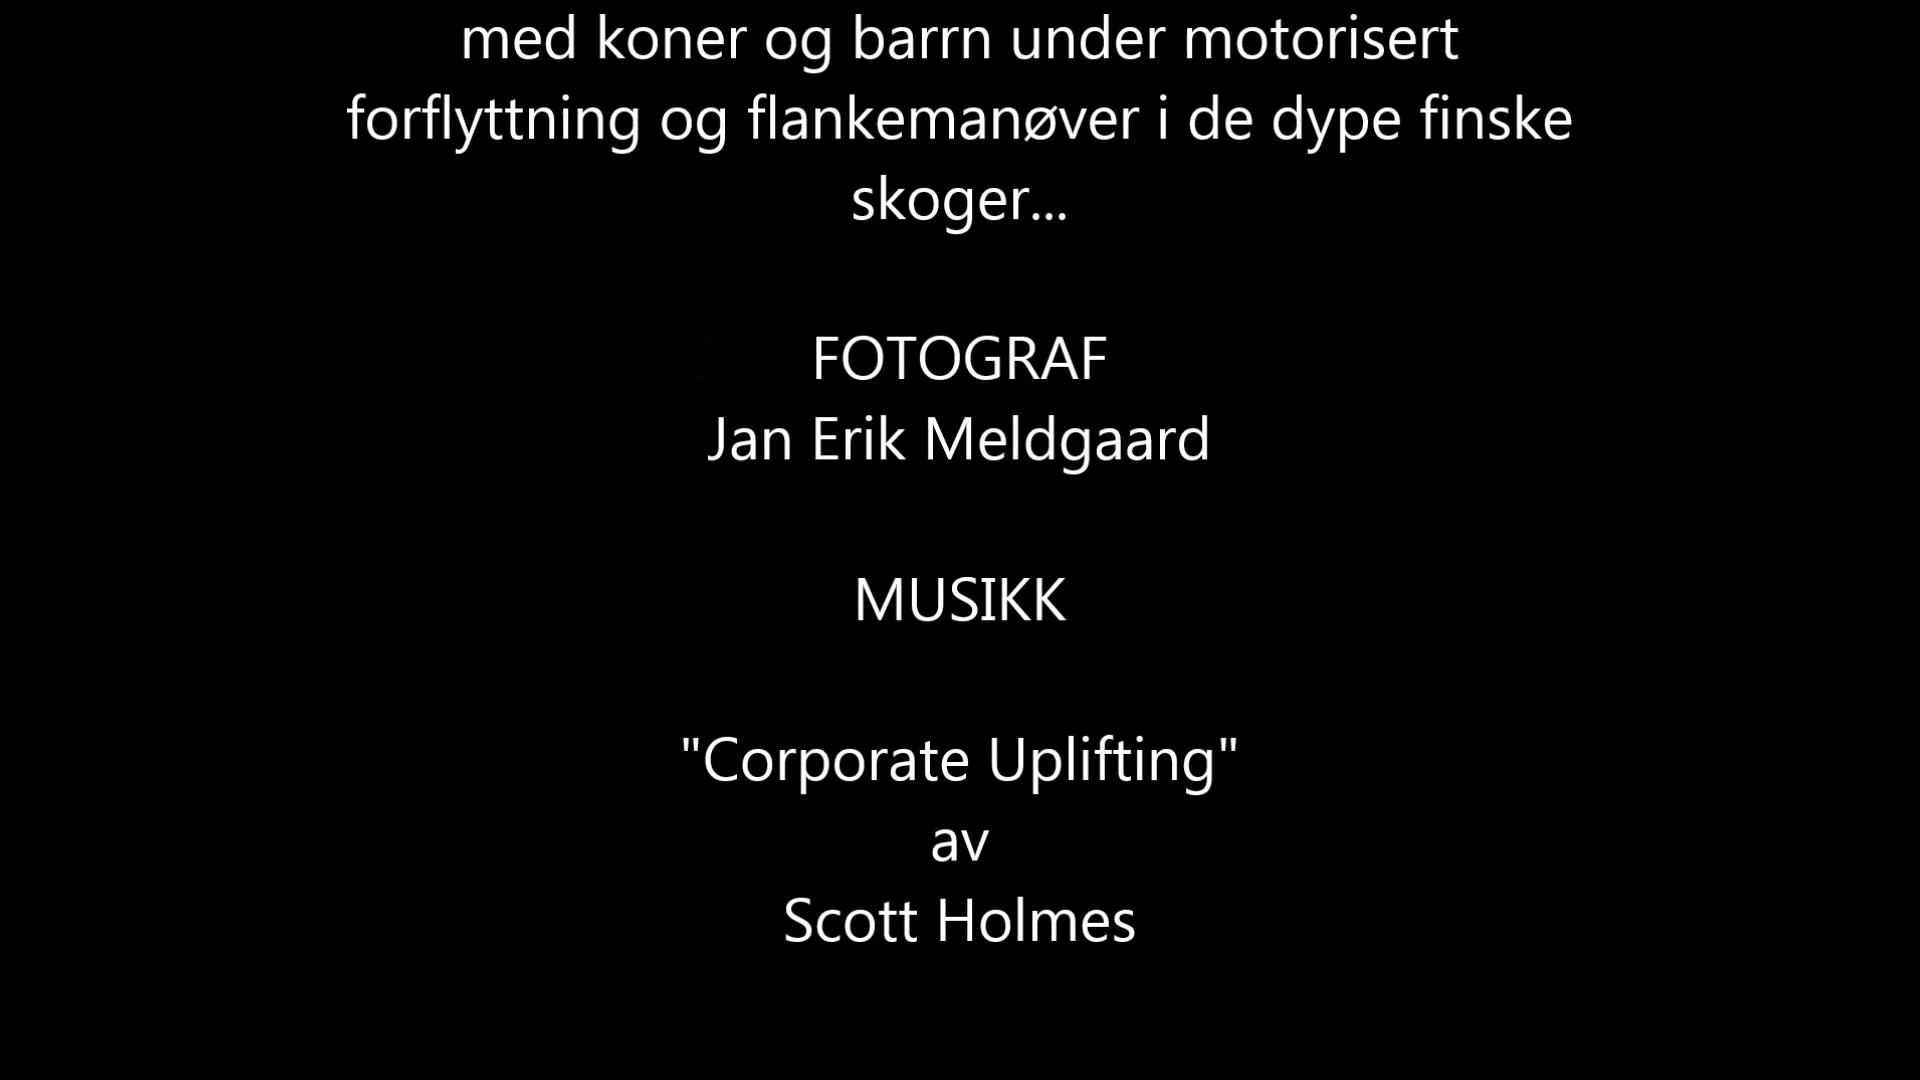 med koner og barrn under motorisert
forflyttning og flankemanøver i de dype finske
skoger...
FOTOGRAF
Jan Erik Meldgaard
MUSIKK
"Corporate Uplifting"
av
Scott Holmes